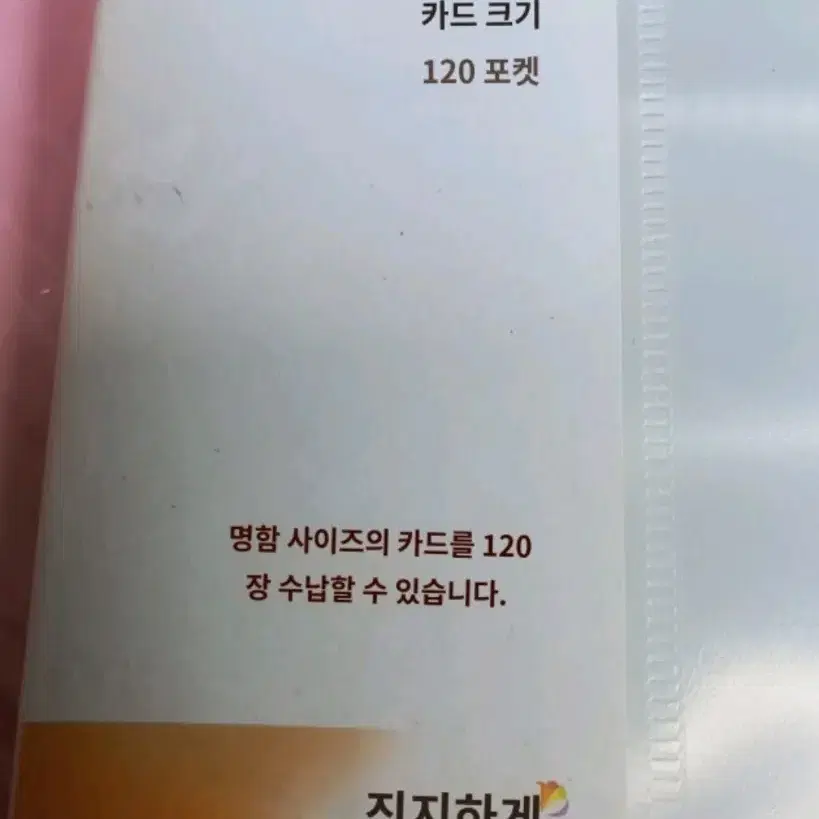 카드 크기
120 포켓
명함 사이즈의 카드를 120
장 수납할 수 있습니다.